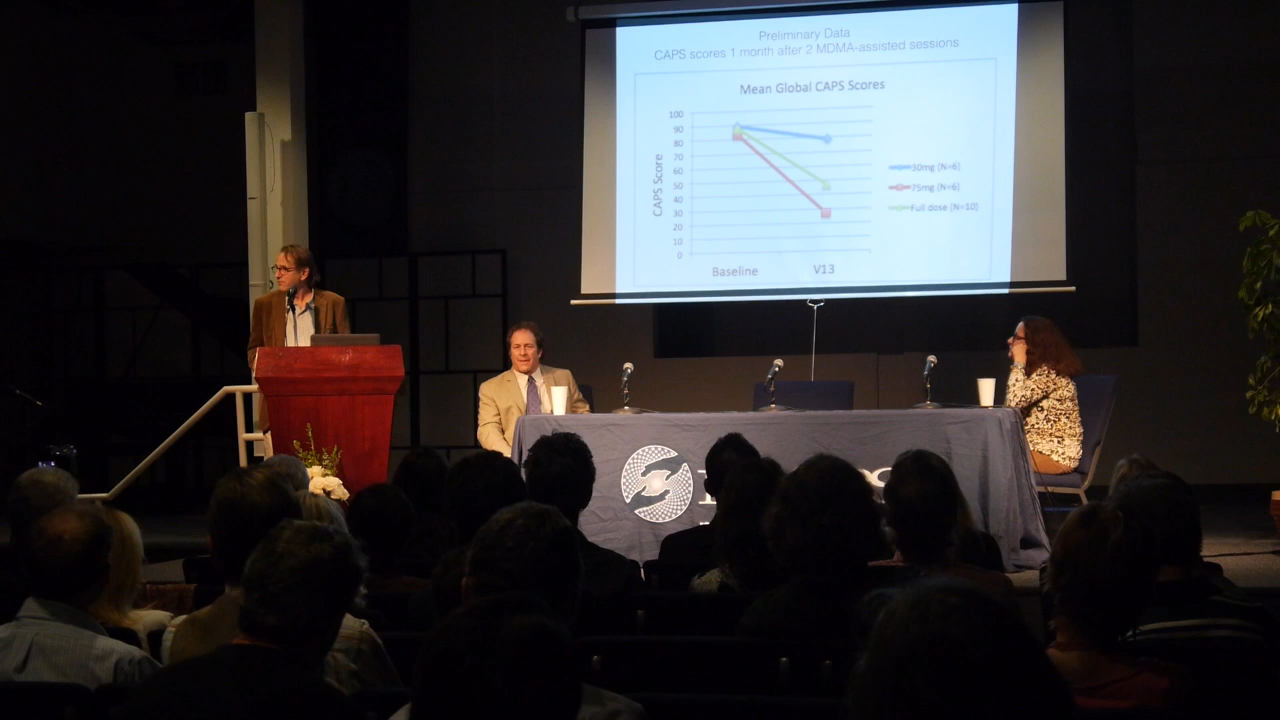 Preliminary Data
CAPS scores 1 month after 2 MDMA-assisted sessions
Mean Global CAPS Scores
CAPS Score
100
90
80
70
60
50
40
30
20
10
0
Baseline
V13
30mg (N=6)
75mg (N=6)
Full dose (N=10)